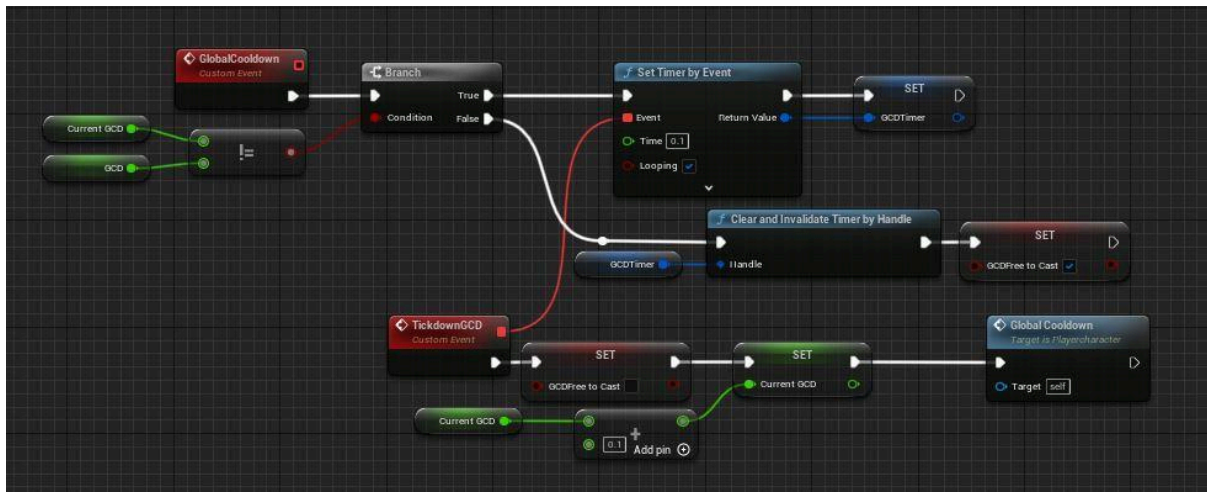 GlobalCooldown
Custom Event
Branch
True
Condition
False
Current GCD
GCD
!=
Set Timer by Event
Event
Return Value
Time 0.1
Looping
SET
GCDTimer
Clear and Invalidate Timer by Handle
GCDTimer
Handle
SET
GCDFree to Cast
TickdownGCD
Custom Event
SET
GCDFree to Cast
SET
Current GCD
Current GCD
+
0.1
Add pin
Global Cooldown
Target is Playercharacter
Target self